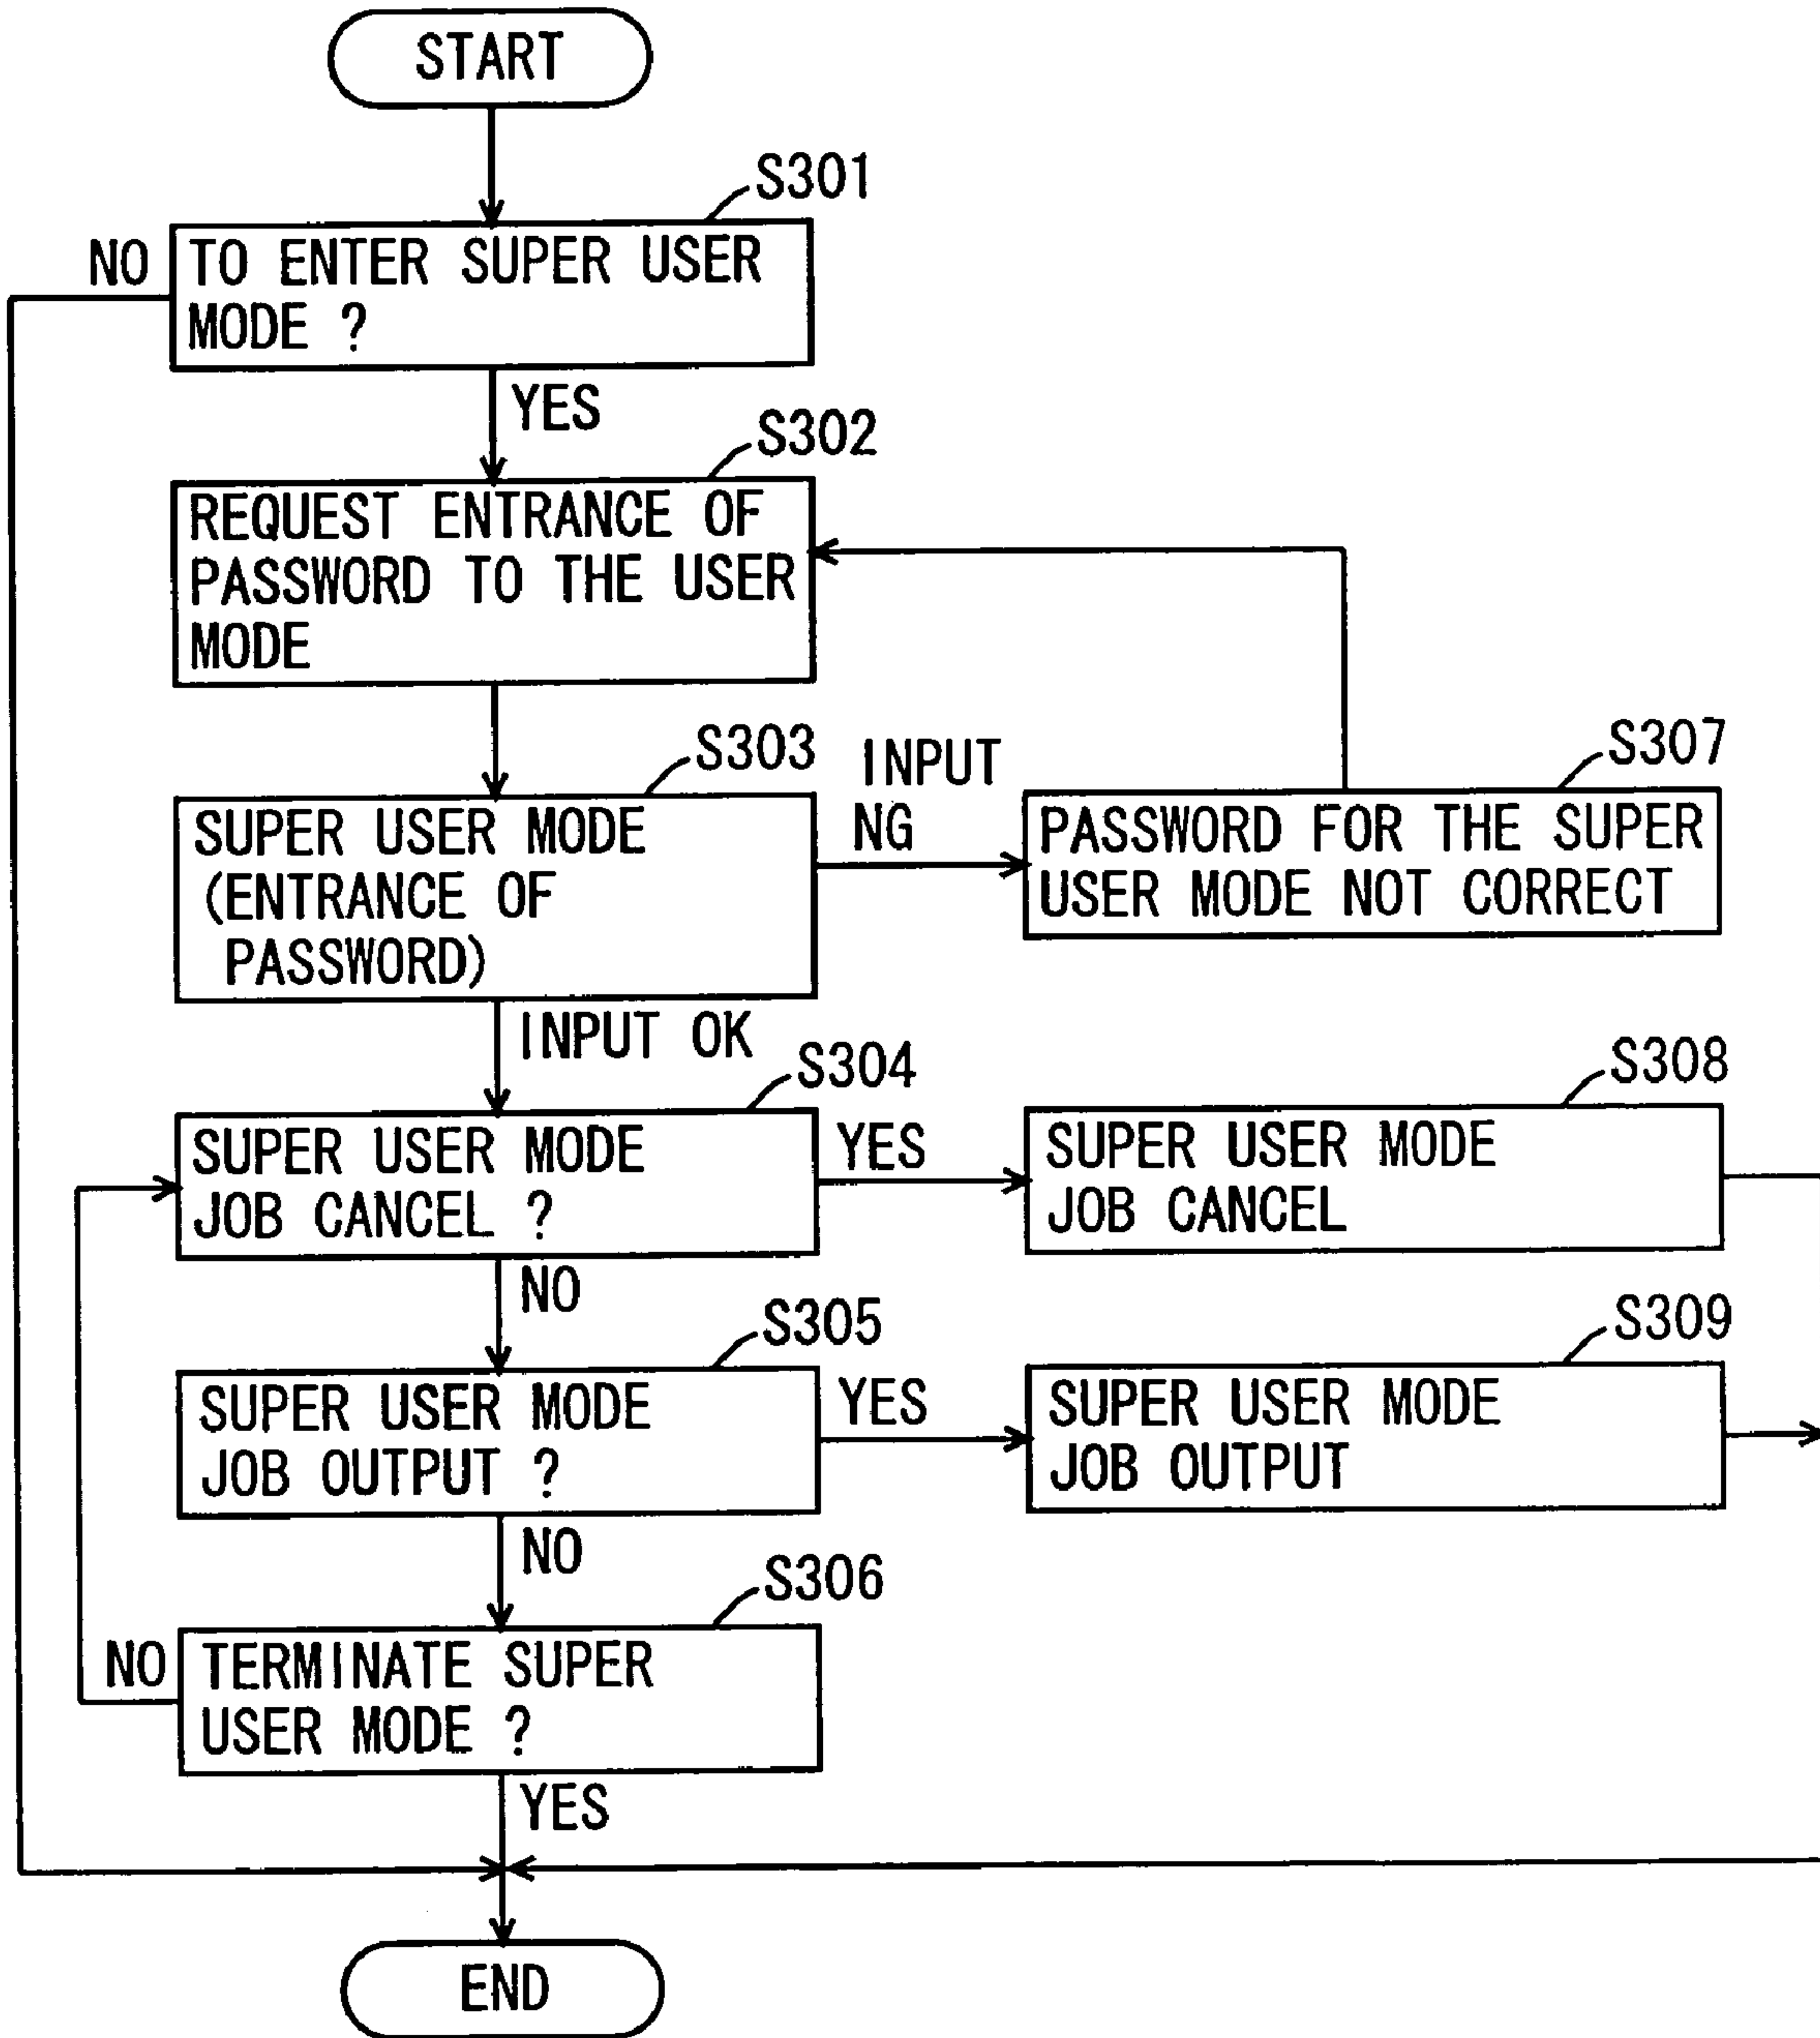 START
S301
NO
TO ENTER SUPER USER
MODE ?
YES
S302
REQUEST ENTRANCE OF
PASSWORD TO THE USER
MODE
S303
SUPER USER MODE
(ENTRANCE OF
PASSWORD)
INPUT
NG
S307
PASSWORD FOR THE SUPER
USER MODE NOT CORRECT
INPUT OK
S304
SUPER USER MODE
JOB CANCEL ?
YES
S308
SUPER USER MODE
JOB CANCEL
NO
S305
SUPER USER MODE
JOB OUTPUT ?
YES
S309
SUPER USER MODE
JOB OUTPUT
NO
S306
NO
TERMINATE SUPER
USER MODE ?
YES
END